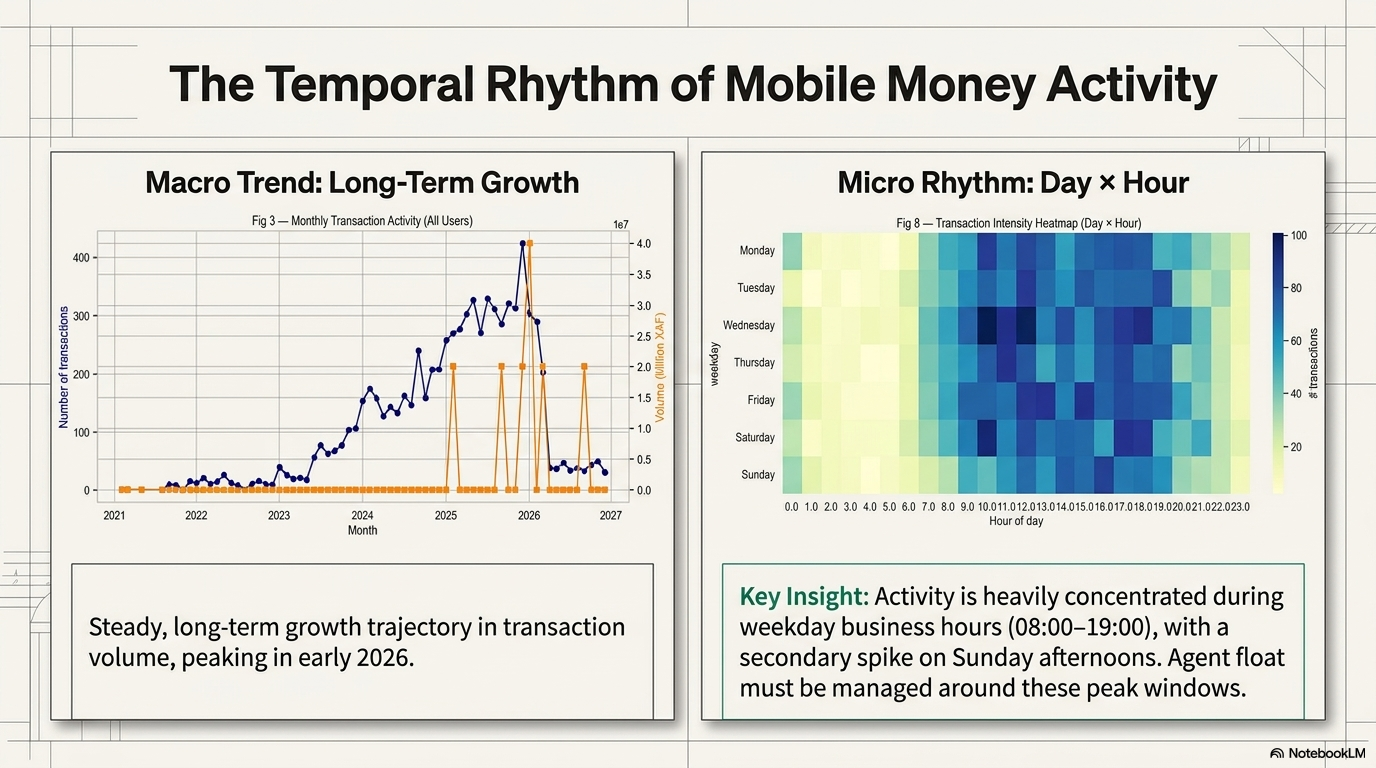 The Temporal Rhythm of Mobile Money Activity
Macro Trend: Long-Term Growth
Fig 3 — Monthly Transaction Activity (All Users)
1e7
400
300
200
100
0
Number of transactions
4.0
3.5
3.0
2.5
2.0
1.5
1.0
0.5
0.0
2021 2022 2023 2024 2025 2026 2027
Month
Steady, long-term growth trajectory in transaction
volume, peaking in early 2026.
Micro Rhythm: Day × Hour
Fig 8 — Transaction Intensity Heatmap (Day × Hour)
weekday
Monday
Tuesday
Wednesday
Thursday
Friday
Saturday
Sunday
0.0 1.0 2.0 3.0 4.0 5.0 6.0 7.0 8.0 9.0 10.0 11.0 12.0 13.0 14.0 15.0 16.0 17.0 18.0 19.0 20.0 21.0 22.0 23.0
Hour of day
100
80
60
40
20
# transactions
Key Insight: Activity is heavily concentrated during
weekday business hours (08:00–19:00), with a
secondary spike on Sunday afternoons. Agent float
must be managed around these peak windows.
NotebookLM